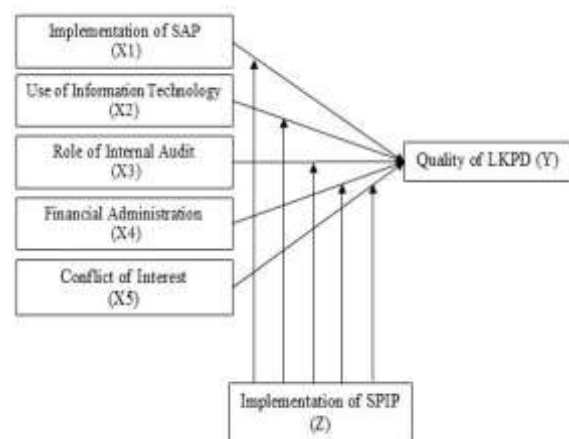 Implementation of SAP
(X1)
Use of Information Technology
(X2)
Role of Internal Audit
(X3)
Quality of LKPD (Y)
Financial Administration
(X4)
Conflict of Interest
(X5)
Implementation of SPIP
(Z)